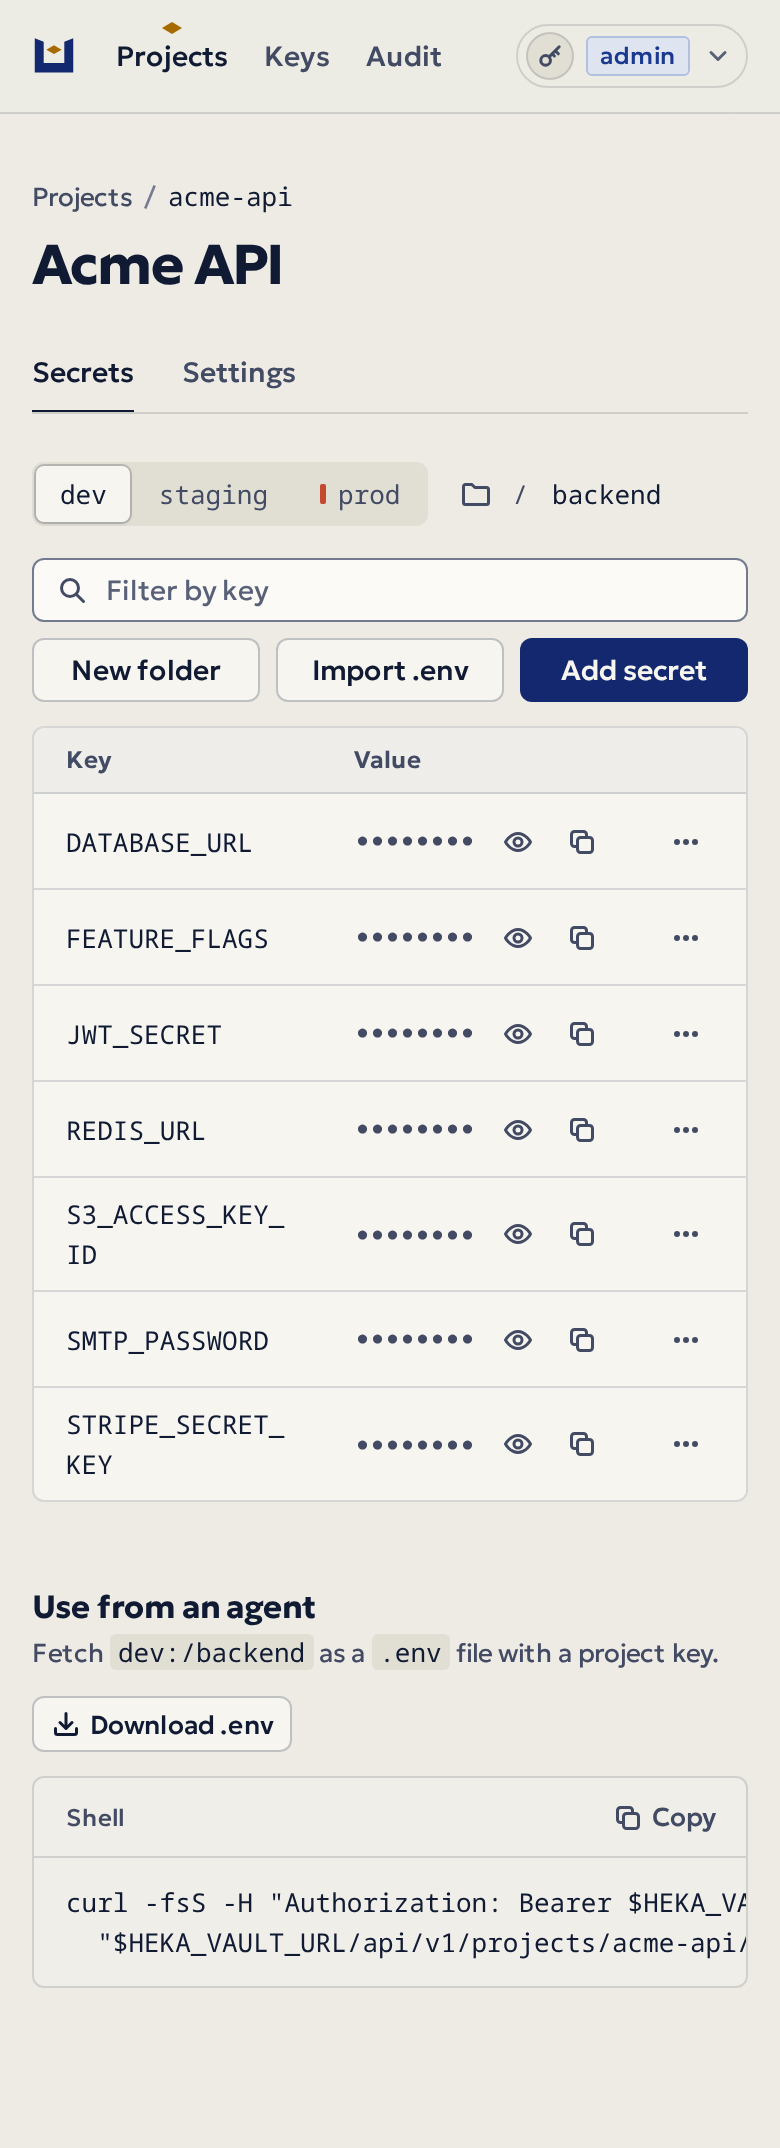 Projects Keys Audit admin
Projects / acme-api
Acme API
Secrets Settings
dev staging prod / backend
Filter by key
New folder Import .env Add secret
Key Value
DATABASE_URL ••••••••
FEATURE_FLAGS ••••••••
JWT_SECRET ••••••••
REDIS_URL ••••••••
S3_ACCESS_KEY_
ID ••••••••
SMTP_PASSWORD ••••••••
STRIPE_SECRET_
KEY ••••••••
Use from an agent
Fetch dev:/backend as a .env file with a project key.
Download .env
Shell Copy
curl -fsS -H "Authorization: Bearer $HEKA_VA
"$HEKA_VAULT_URL/api/v1/projects/acme-api/